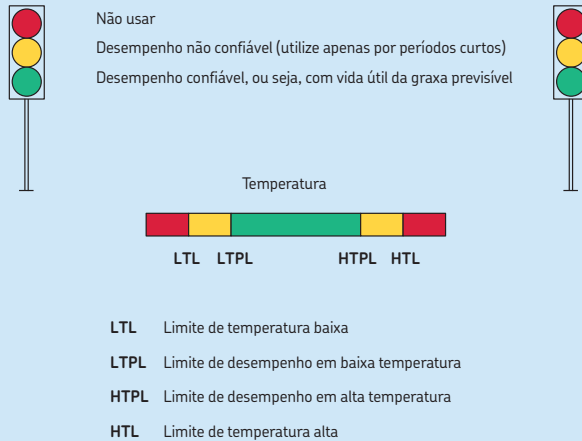 Não usar
Desempenho não confiável (utilize apenas por períodos curtos)
Desempenho confiável, ou seja, com vida útil da graxa previsível
Temperatura
LTL LTPL HTPL HTL
LTL Limite de temperatura baixa
LTPL Limite de desempenho em baixa temperatura
HTPL Limite de desempenho em alta temperatura
HTL Limite de temperatura alta